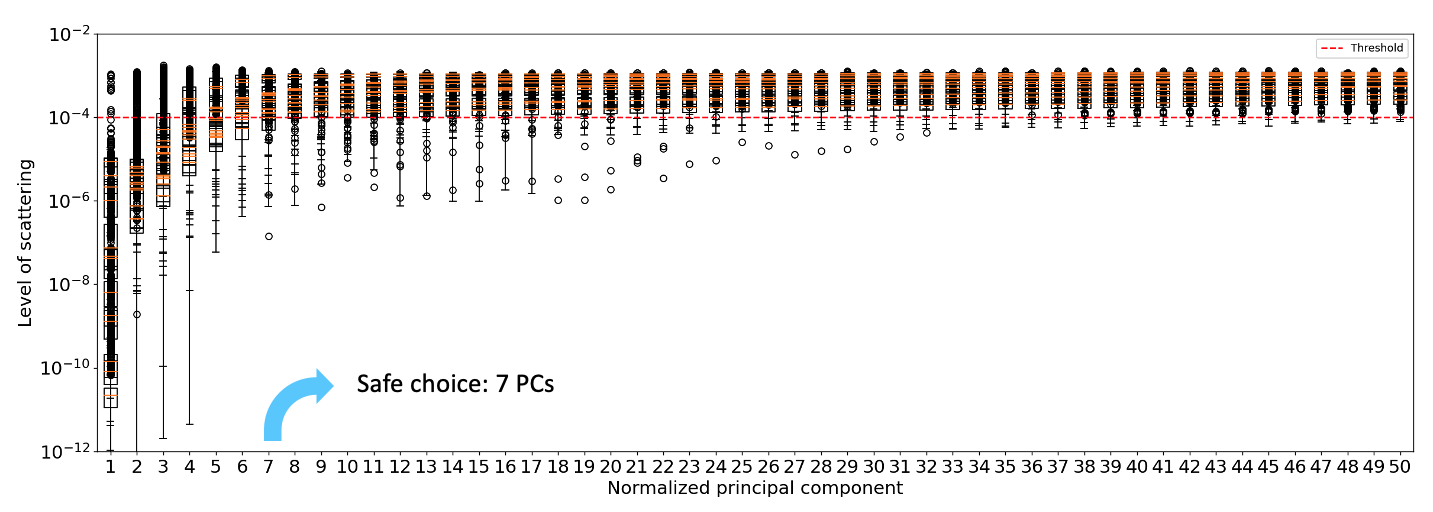 10⁻²
Threshold
10⁻⁴
10⁻⁶
10⁻⁸
10⁻¹⁰
10⁻¹²
Level of scattering
Safe choice: 7 PCs
1 2 3 4 5 6 7 8 9 10 11 12 13 14 15 16 17 18 19 20 21 22 23 24 25 26 27 28 29 30 31 32 33 34 35 36 37 38 39 40 41 42 43 44 45 46 47 48 49 50
Normalized principal component